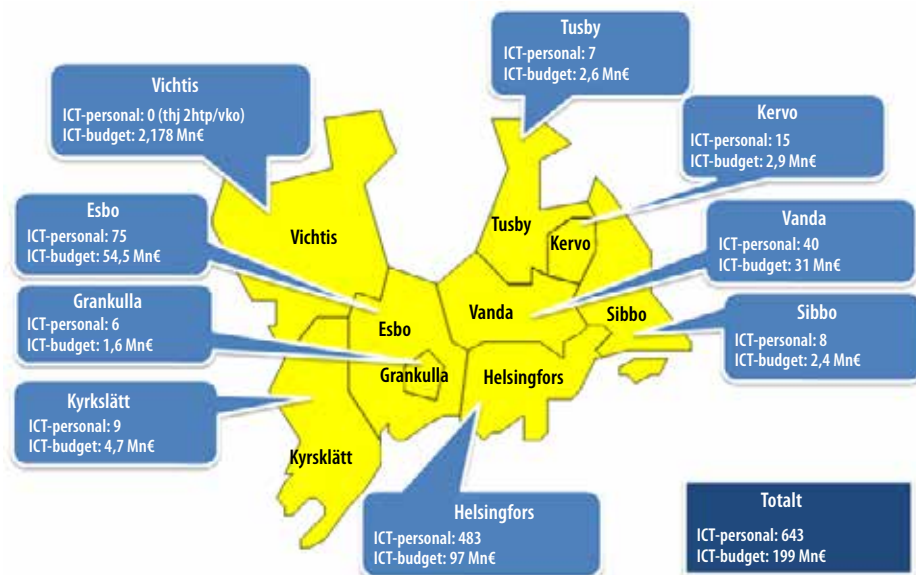 Tusby
ICT-personal: 7
ICT-budget: 2,6 Mn€
Vichtis
ICT-personal: 0 (thj 2htp/vko)
ICT-budget: 2,178 Mn€
Kervo
ICT-personal: 15
ICT-budget: 2,9 Mn€
Esbo
ICT-personal: 75
ICT-budget: 54,5 Mn€
Vanda
ICT-personal: 40
ICT-budget: 31 Mn€
Grankulla
ICT-personal: 6
ICT-budget: 1,6 Mn€
Sibbo
ICT-personal: 8
ICT-budget: 2,4 Mn€
Kyrkslätt
ICT-personal: 9
ICT-budget: 4,7 Mn€
Helsingfors
ICT-personal: 483
ICT-budget: 97 Mn€
Totalt
ICT-personal: 643
ICT-budget: 199 Mn€
Vichtis
Tusby
Kervo
Esbo
Vanda
Sibbo
Grankulla
Helsingfors
Kyrsklätt